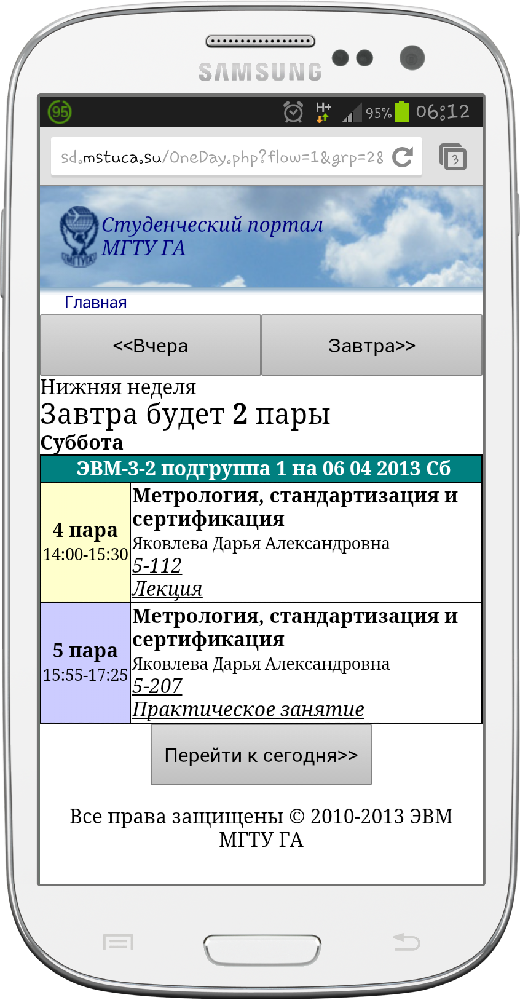 SAMSUNG
95 H+ 95% 06:12
sd.mstuca.su/OneDay.php?flow=1&grp=28 3
Студенческий портал
МГТУ ГА
МГТУГА
Главная
<<Вчера Завтра>>
Нижняя неделя
Завтра будет 2 пары
Суббота
ЭВМ-3-2 подгруппа 1 на 06 04 2013 Сб
4 пара
14:00-15:30
Метрология, стандартизация и
сертификация
Яковлева Дарья Александровна
5-112
Лекция
5 пара
15:55-17:25
Метрология, стандартизация и
сертификация
Яковлева Дарья Александровна
5-207
Практическое занятие
Перейти к сегодня>>
Все права защищены © 2010-2013 ЭВМ
МГТУ ГА